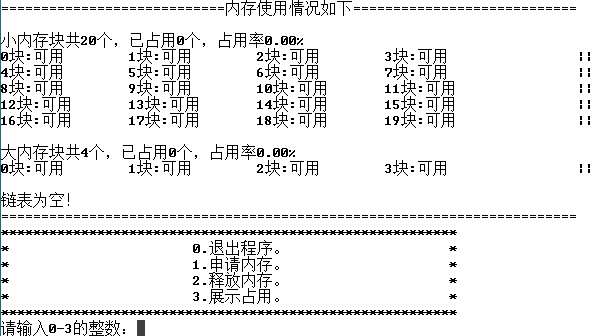 ============================内存使用情况如下============================
小内存块共20个，已占用0个，占用率0.00%
0块:可用 1块:可用 2块:可用 3块:可用 ||
4块:可用 5块:可用 6块:可用 7块:可用
8块:可用 9块:可用 10块:可用 11块:可用 ||
12块:可用 13块:可用 14块:可用 15块:可用
16块:可用 17块:可用 18块:可用 19块:可用 ||
大内存块共4个，已占用0个，占用率0.00%
0块:可用 1块:可用 2块:可用 3块:可用 ||
链表为空!
========================================================================
*********************************************************
* 0.退出程序。 *
* 1.申请内存。 *
* 2.释放内存。 *
* 3.展示占用。 *
*********************************************************
请输入0-3的整数: